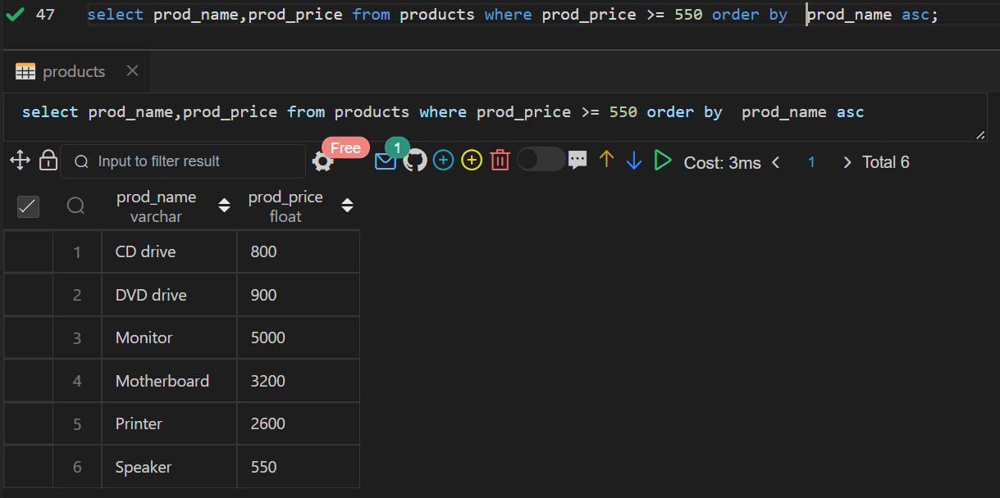 47 select prod_name,prod_price from products where prod_price >= 550 order by  prod_name asc;
products
select prod_name,prod_price from products where prod_price >= 550 order by  prod_name asc
Input to filter result Free 1 Cost: 3ms 1 Total 6
prod_name prod_price
varchar float
1 CD drive 800
2 DVD drive 900
3 Monitor 5000
4 Motherboard 3200
5 Printer 2600
6 Speaker 550